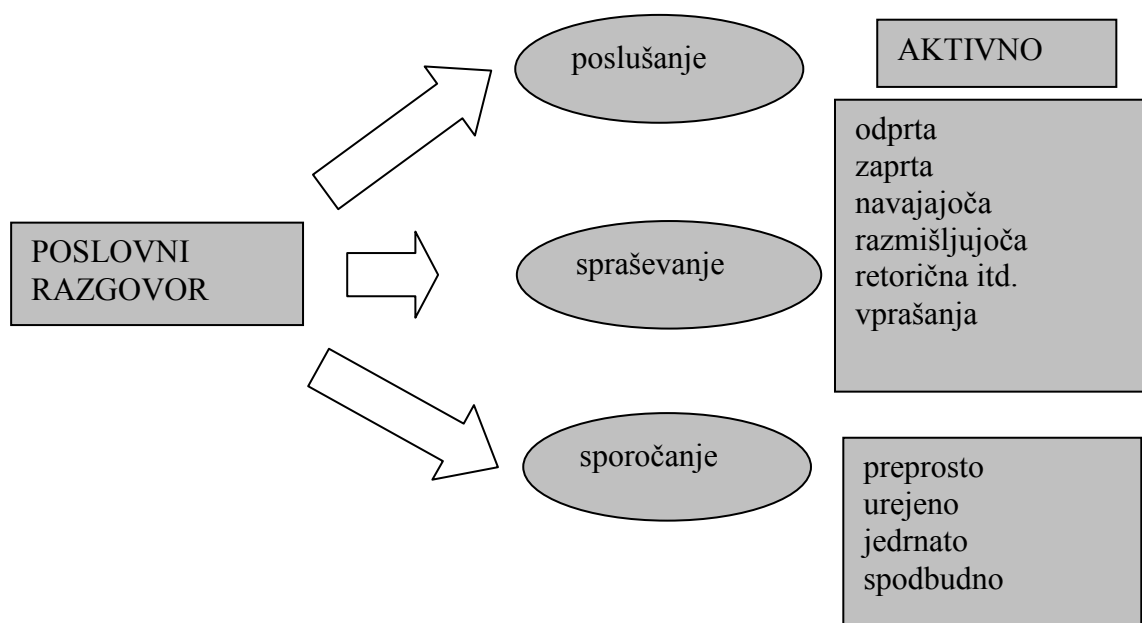 POSLOVNI
RAZGOVOR
poslušanje
AKTIVNO
spraševanje
odprta
zaprta
navajajoča
razmišljujoča
retorična itd.
vprašanja
sporočanje
preprosto
urejeno
jedrnato
spodbudno